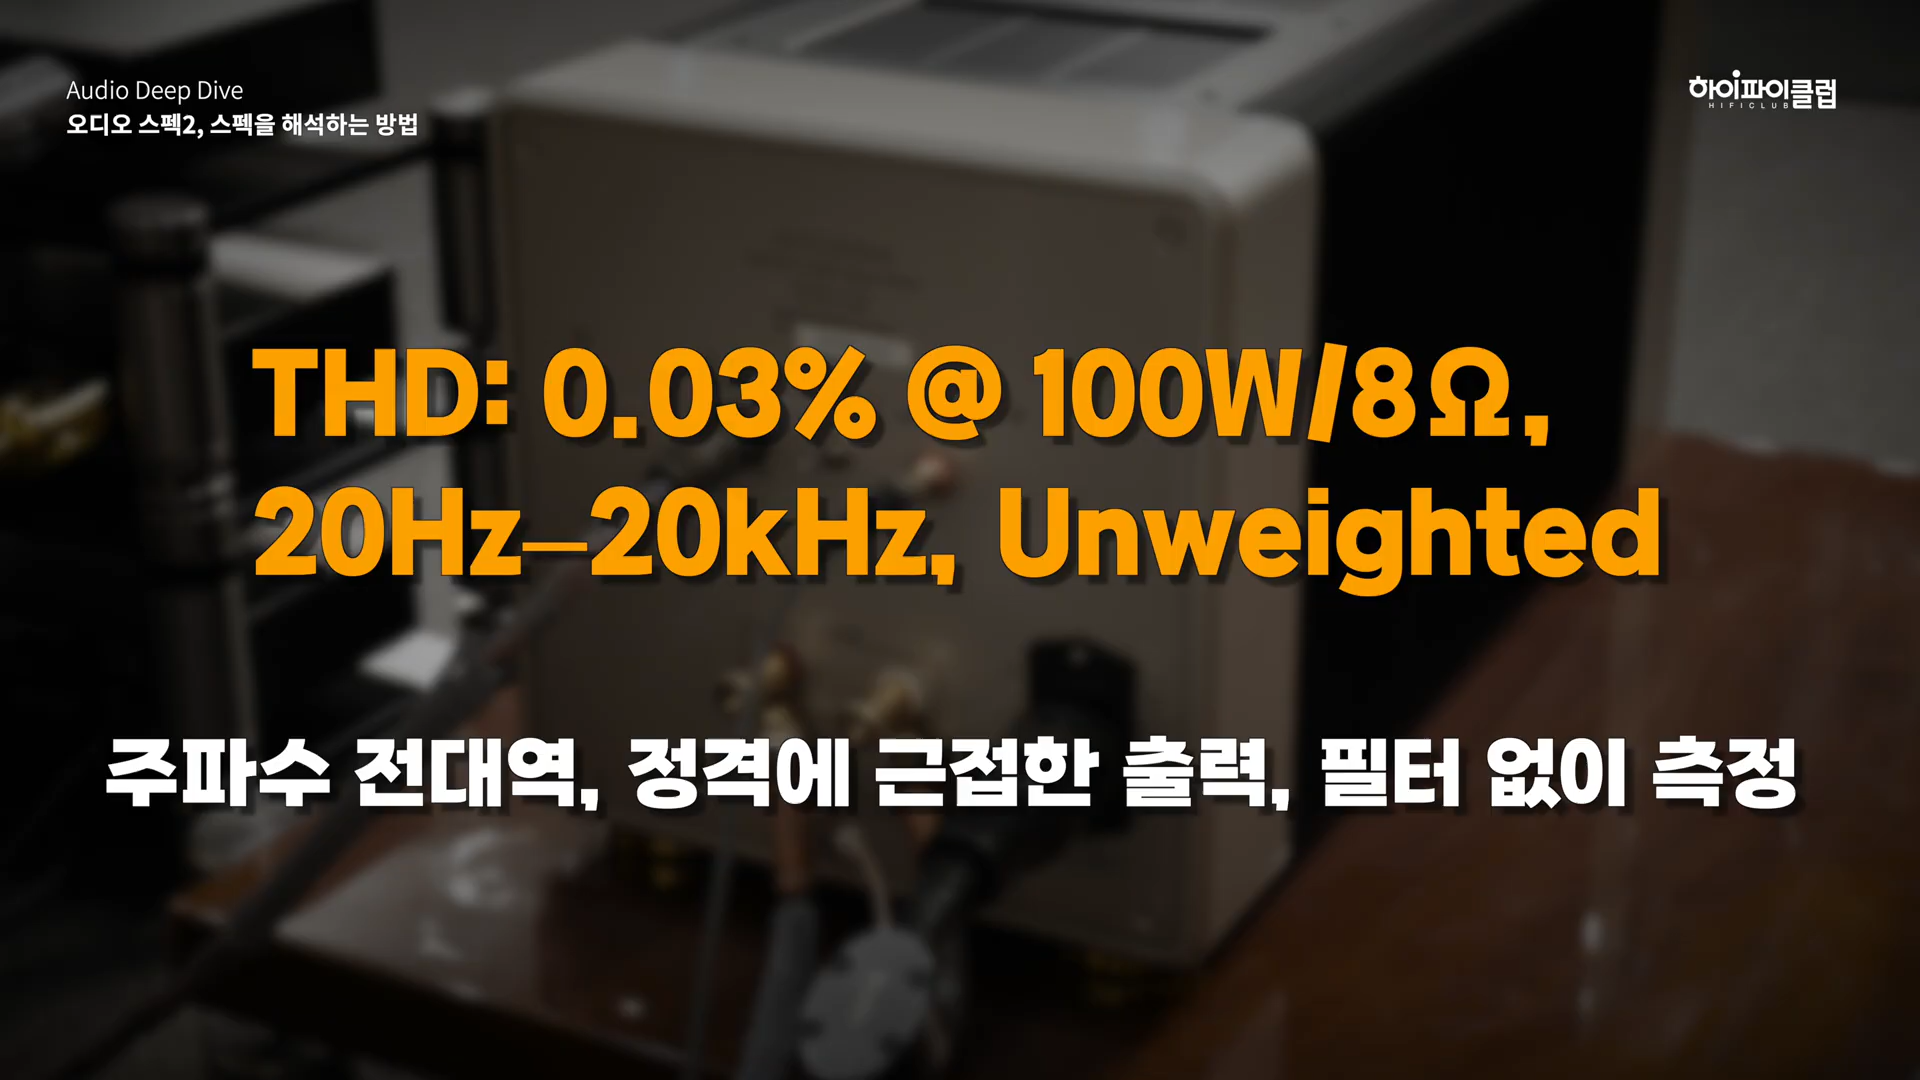 Audio Deep Dive
오디오 스펙2, 스펙을 해석하는 방법
하이파이클럽
HIFICLUB
THD: 0.03% @ 100W/8Ω,
20Hz–20kHz, Unweighted
주파수 전대역, 정격에 근접한 출력, 필터 없이 측정